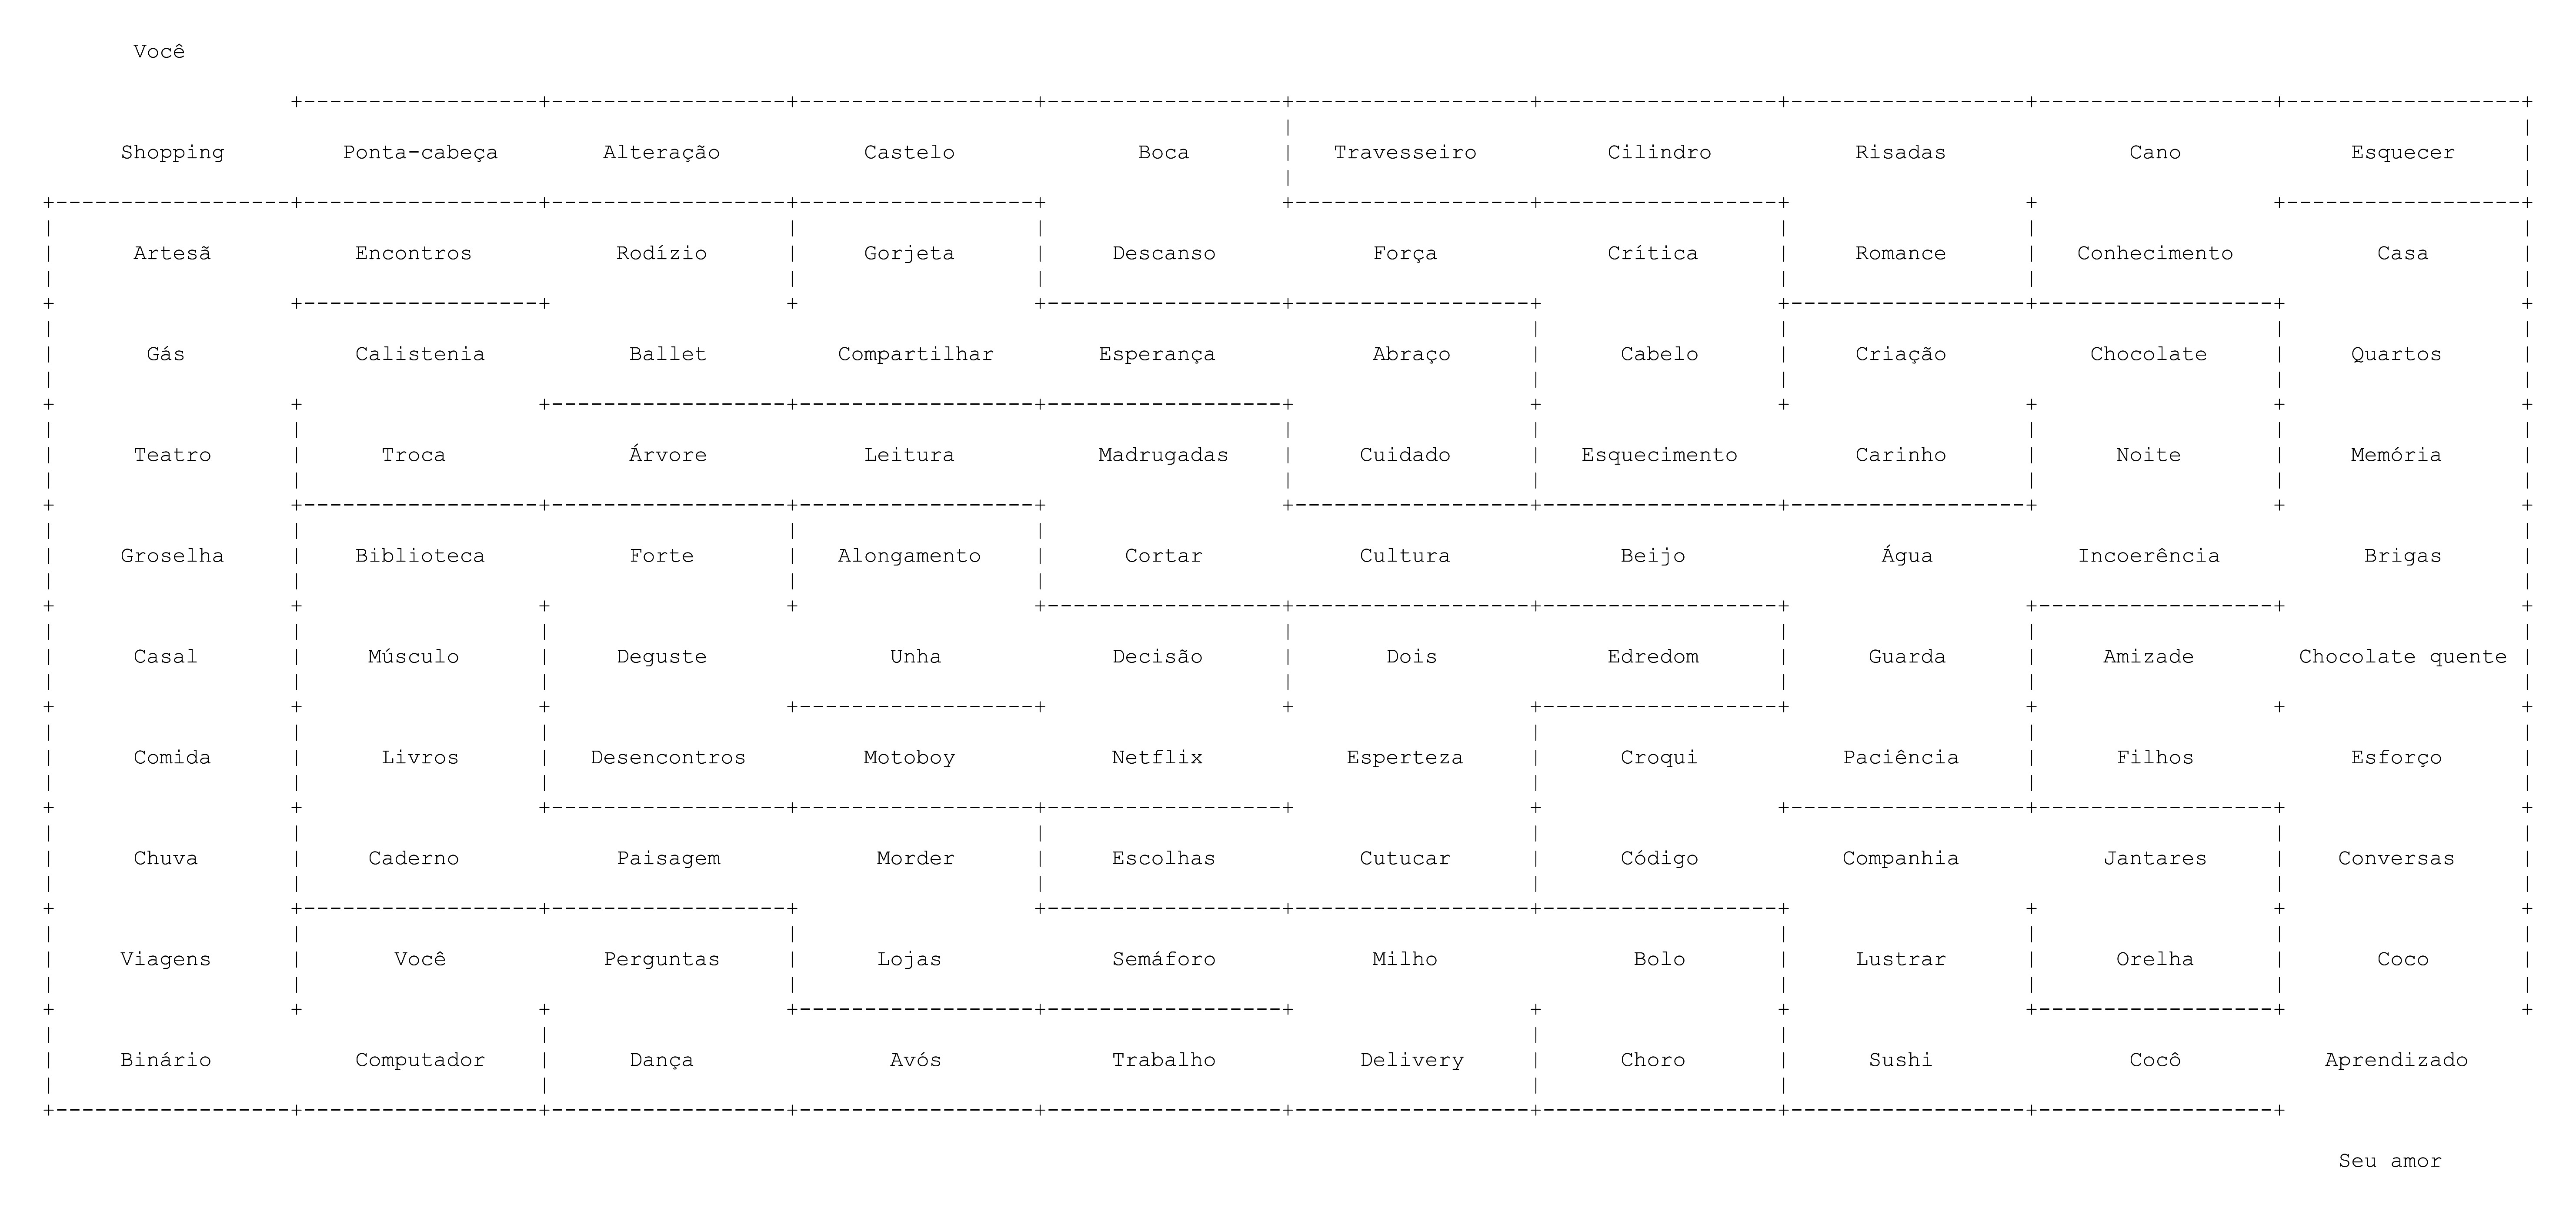 Você
Shopping Ponta-cabeça Alteração Castelo Boca Travesseiro Cilindro Risadas Cano Esquecer
Artesã Encontros Rodízio Gorjeta Descanso Força Crítica Romance Conhecimento Casa
Gás Calistenia Ballet Compartilhar Esperança Abraço Cabelo Criação Chocolate Quartos
Teatro Troca Árvore Leitura Madrugadas Cuidado Esquecimento Carinho Noite Memória
Groselha Biblioteca Forte Alongamento Cortar Cultura Beijo Água Incoerência Brigas
Casal Músculo Deguste Unha Decisão Dois Edredom Guarda Amizade Chocolate quente
Comida Livros Desencontros Motoboy Netflix Esperteza Croqui Paciência Filhos Esforço
Chuva Caderno Paisagem Morder Escolhas Cutucar Código Companhia Jantares Conversas
Viagens Você Perguntas Lojas Semáforo Milho Bolo Lustrar Orelha Coco
Binário Computador Dança Avós Trabalho Delivery Choro Sushi Cocô Aprendizado
Seu amor